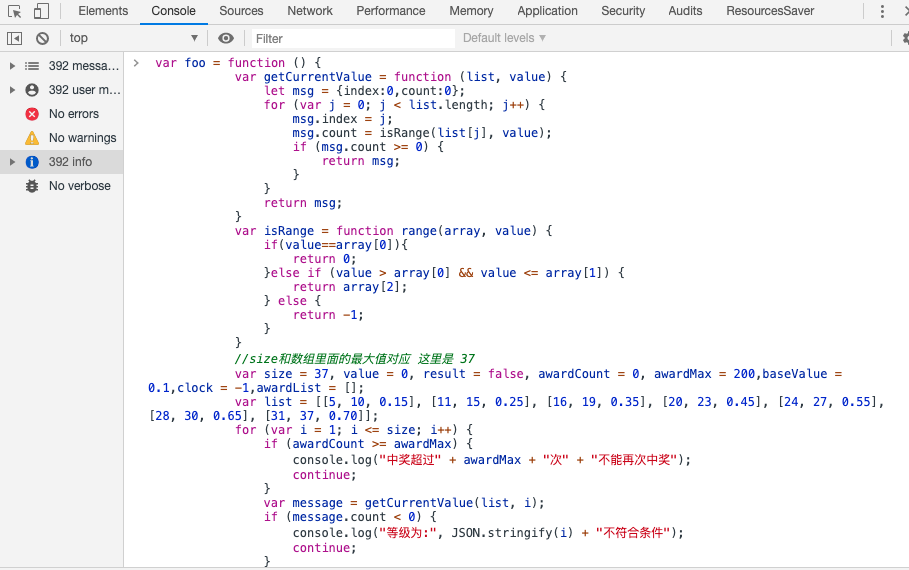 Elements Console Sources Network Performance Memory Application Security Audits ResourcesSaver
top Filter Default levels
392 messa...
392 user m...
No errors
No warnings
392 info
No verbose
var foo = function () {
var getCurrentValue = function (list, value) {
let msg = {index:0,count:0};
for (var j = 0; j < list.length; j++) {
msg.index = j;
msg.count = isRange(list[j], value);
if (msg.count >= 0) {
return msg;
}
}
return msg;
}
var isRange = function range(array, value) {
if(value==array[0]){
return 0;
}else if (value > array[0] && value <= array[1]) {
return array[2];
} else {
return -1;
}
}
//size和数组里面的最大值对应 这里是 37
var size = 37, value = 0, result = false, awardCount = 0, awardMax = 200,baseValue =
0.1,clock = -1,awardList = [];
var list = [[5, 10, 0.15], [11, 15, 0.25], [16, 19, 0.35], [20, 23, 0.45], [24, 27, 0.55],
[28, 30, 0.65], [31, 37, 0.70]];
for (var i = 1; i <= size; i++) {
if (awardCount >= awardMax) {
console.log("中奖超过" + awardMax + "次" + "不能再次中奖");
continue;
}
var message = getCurrentValue(list, i);
if (message.count < 0) {
console.log("等级为:", JSON.stringify(i) + "不符合条件");
continue;
}